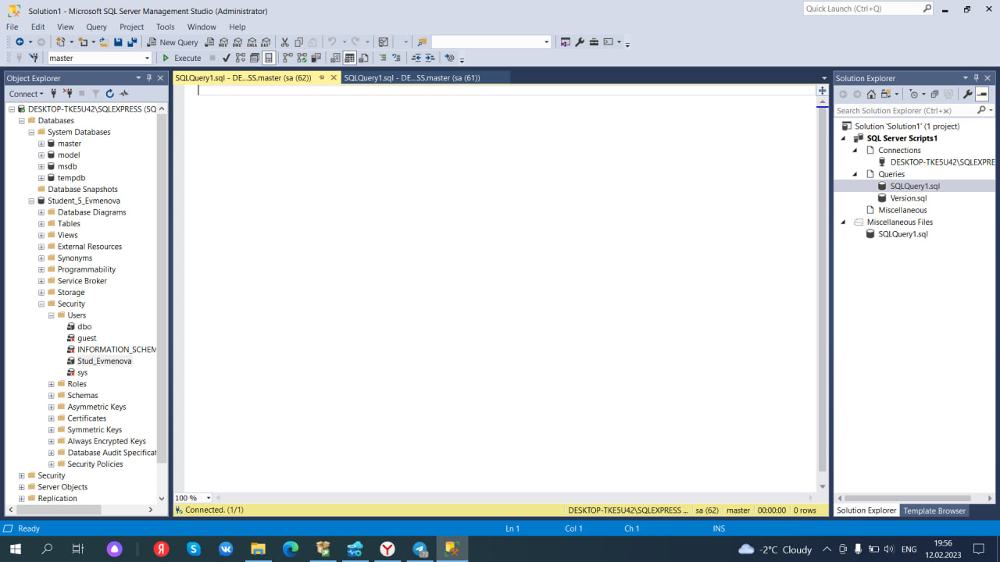 Solution1 - Microsoft SQL Server Management Studio (Administrator)
Quick Launch (Ctrl+Q)
File Edit View Query Project Tools Window Help
New Query
master
Execute
Object Explorer
SQLQuery1.sql - DE...SS.master (sa (62))
SQLQuery1.sql - DE...SS.master (sa (61))
Solution Explorer
Connect
Search Solution Explorer (Ctrl+ж)
DESKTOP-TKE5U42\SQLEXPRESS (SQ
Databases
System Databases
master
model
msdb
tempdb
Database Snapshots
Student_5_Evmenova
Database Diagrams
Tables
Views
External Resources
Synonyms
Programmability
Service Broker
Storage
Security
Users
dbo
guest
INFORMATION_SCHEM
Stud_Evmenova
sys
Roles
Schemas
Asymmetric Keys
Certificates
Symmetric Keys
Always Encrypted Keys
Database Audit Specificat
Security Policies
Security
Server Objects
Replication
Solution 'Solution1' (1 project)
SQL Server Scripts1
Connections
DESKTOP-TKE5U42\SQLEXPRE
Queries
SQLQuery1.sql
Version.sql
Miscellaneous
Miscellaneous Files
SQLQuery1.sql
100 %
Connected. (1/1)
DESKTOP-TKE5U42\SQLEXPRESS ... sa (62) master 00:00:00 0 rows
Solution Explorer Template Browser
Ready Ln 1 Col 1 Ch 1 INS
-2°C Cloudy
ENG
19:56
12.02.2023